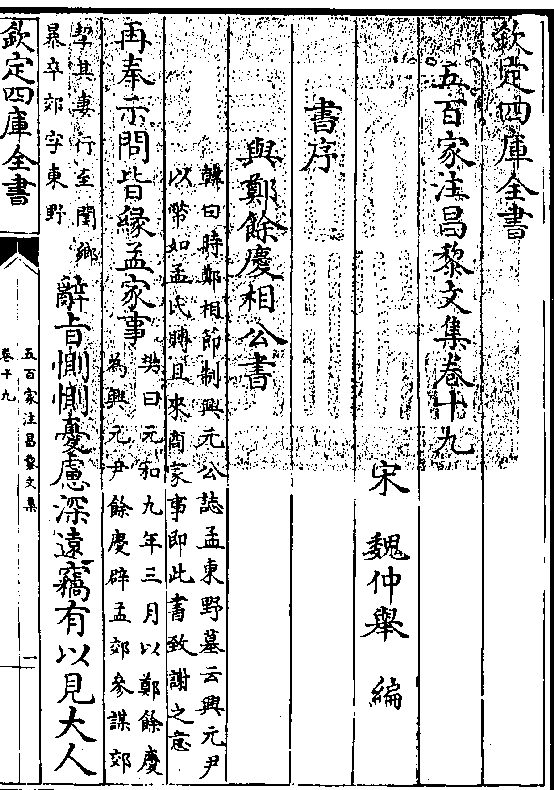 欽定四庫全書
五百家注昌黎文集卷十九
宋 魏仲舉 編
書序
與鄭餘慶相公書
韓曰時鄭相節制興元公誌孟東野墓云興元尹
以幣如孟氏賻且來商家事即此書致謝之意
再奉示問皆縁孟家事
樊曰元和九年三月以鄭餘慶
為興元尹餘慶辟孟郊参謀郊
挈其妻行至閿鄉
暴卒郊字東野
辭旨惻惻憂慮深遠竊有以見大人
欽定四庫全書
五百家注昌黎文集
卷十九
一